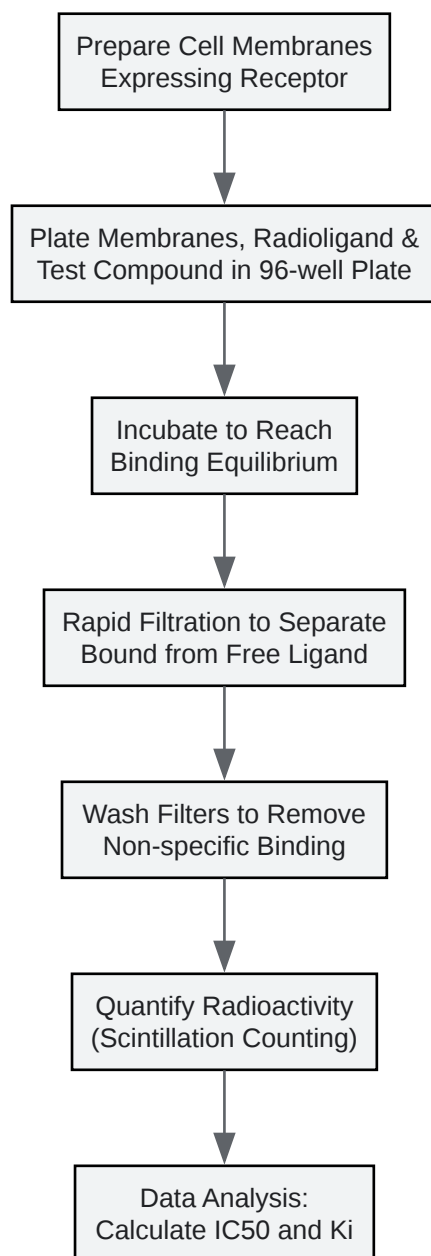 Prepare Cell Membranes
Expressing Receptor
Plate Membranes, Radioligand &
Test Compound in 96-well Plate
Incubate to Reach
Binding Equilibrium
Rapid Filtration to Separate
Bound from Free Ligand
Wash Filters to Remove
Non-specific Binding
Quantify Radioactivity
(Scintillation Counting)
Data Analysis:
Calculate IC50 and Ki